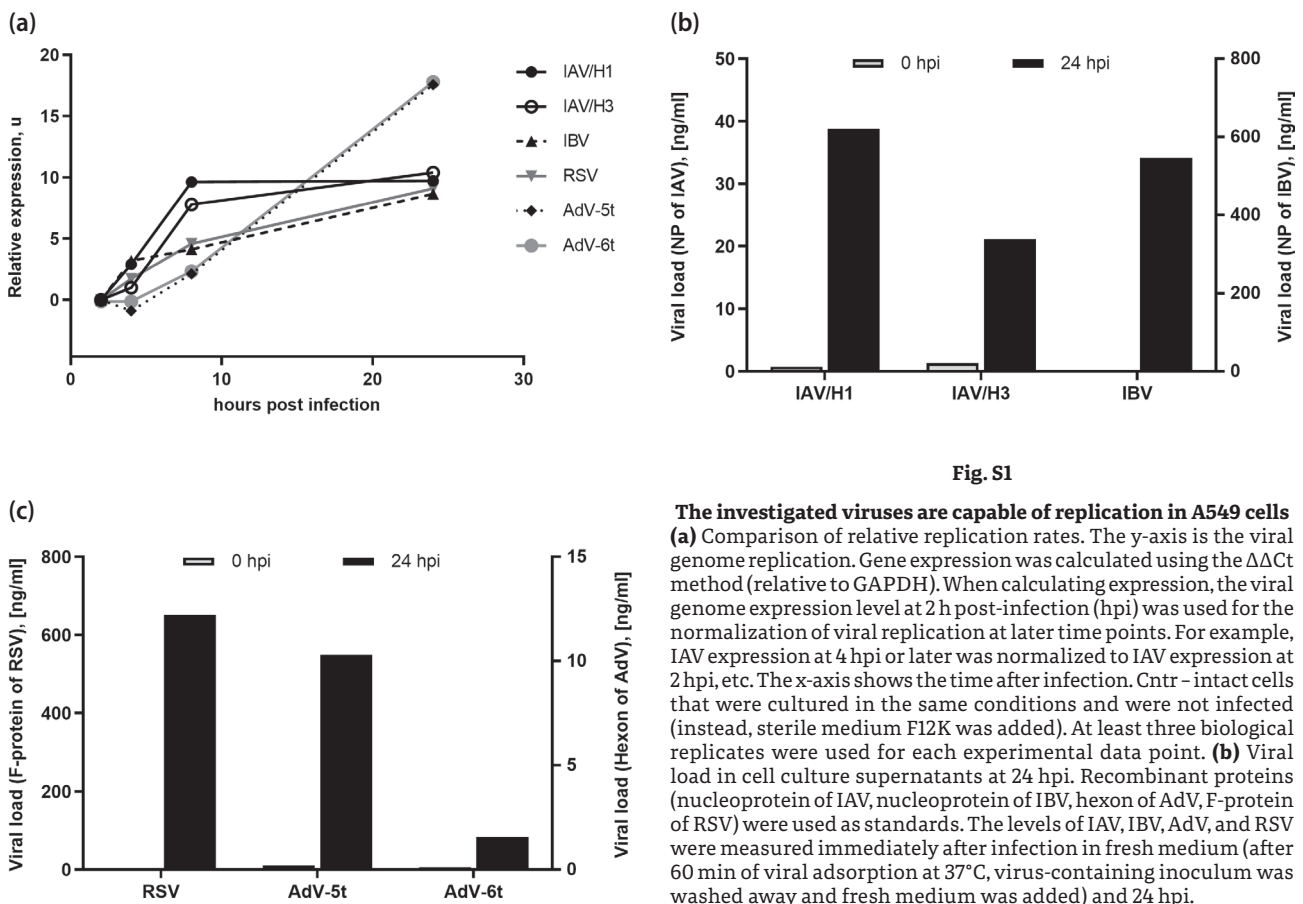 (a)
20
15
10
5
0
Relative expression, u
0
10
20
30
hours post infection
IAV/H1
IAV/H3
IBV
RSV
AdV-5t
AdV-6t
(b)
0 hpi
24 hpi
50
40
30
20
10
0
Viral load (NP of IAV), [ng/ml]
800
600
400
200
0
Viral load (NP of IBV), [ng/ml]
IAV/H1
IAV/H3
IBV
(c)
0 hpi
24 hpi
800
600
400
200
0
Viral load (F-protein of RSV), [ng/ml]
15
10
5
0
Viral load (Hexon of AdV), [ng/ml]
RSV
AdV-5t
AdV-6t
Fig. S1
The investigated viruses are capable of replication in A549 cells
(a) Comparison of relative replication rates. The y-axis is the viral
genome replication. Gene expression was calculated using the ΔΔCt
method (relative to GAPDH). When calculating expression, the viral
genome expression level at 2 h post-infection (hpi) was used for the
normalization of viral replication at later time points. For example,
IAV expression at 4 hpi or later was normalized to IAV expression at
2 hpi, etc. The x-axis shows the time after infection. Cntr – intact cells
that were cultured in the same conditions and were not infected
(instead, sterile medium F12K was added). At least three biological
replicates were used for each experimental data point. (b) Viral
load in cell culture supernatants at 24 hpi. Recombinant proteins
(nucleoprotein of IAV, nucleoprotein of IBV, hexon of AdV, F-protein
of RSV) were used as standards. The levels of IAV, IBV, AdV, and RSV
were measured immediately after infection in fresh medium (after
60 min of viral adsorption at 37°C, virus-containing inoculum was
washed away and fresh medium was added) and 24 hpi.